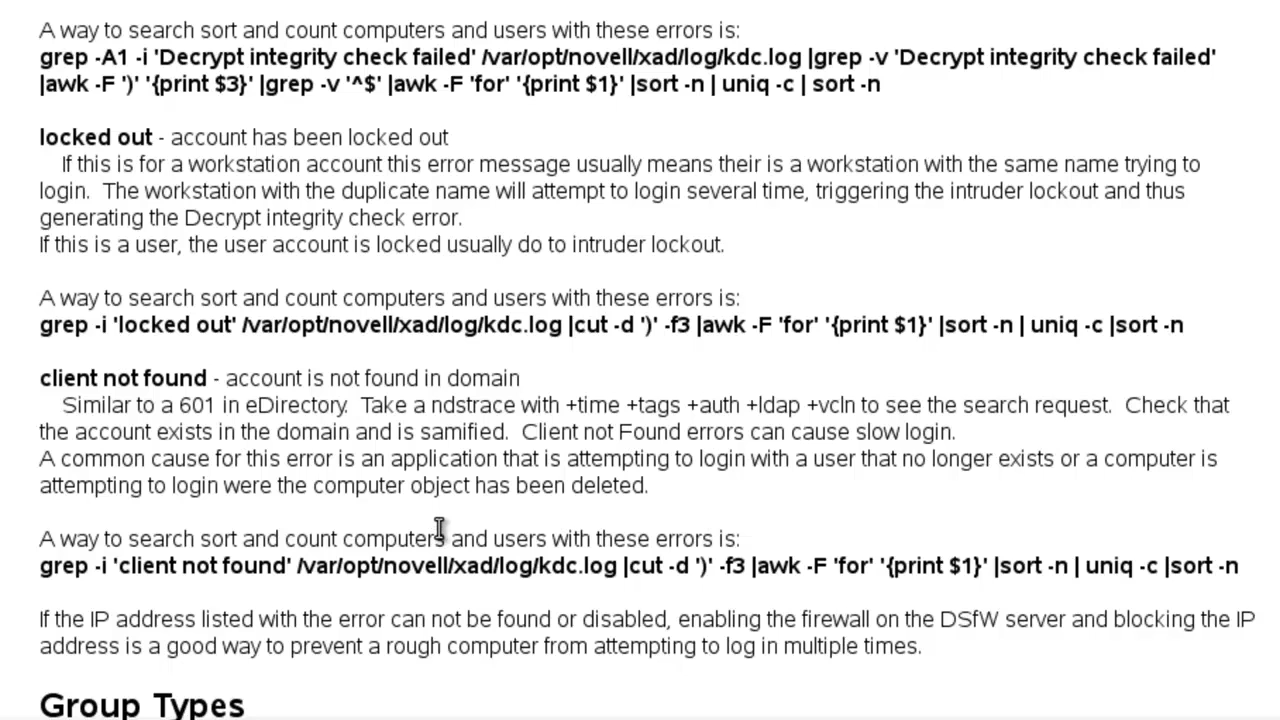 A way to search sort and count computers and users with these errors is:
grep -A1 -i 'Decrypt integrity check failed' /var/opt/novell/xad/log/kdc.log |grep -v 'Decrypt integrity check failed'
|awk -F ')' '{print $3}' |grep -v '^$' |awk -F 'for' '{print $1}' |sort -n | uniq -c | sort -n
locked out - account has been locked out
If this is for a workstation account this error message usually means their is a workstation with the same name trying to
login.  The workstation with the duplicate name will attempt to login several time, triggering the intruder lockout and thus
generating the Decrypt integrity check error.
If this is a user, the user account is locked usually do to intruder lockout.
A way to search sort and count computers and users with these errors is:
grep -i 'locked out' /var/opt/novell/xad/log/kdc.log |cut -d ')' -f3 |awk -F 'for' '{print $1}' |sort -n | uniq -c |sort -n
client not found - account is not found in domain
Similar to a 601 in eDirectory.  Take a ndstrace with +time +tags +auth +ldap +vcln to see the search request.  Check that
the account exists in the domain and is samified.  Client not Found errors can cause slow login.
A common cause for this error is an application that is attempting to login with a user that no longer exists or a computer is
attempting to login were the computer object has been deleted.
A way to search sort and count computers and users with these errors is:
grep -i 'client not found' /var/opt/novell/xad/log/kdc.log |cut -d ')' -f3 |awk -F 'for' '{print $1}' |sort -n | uniq -c |sort -n
If the IP address listed with the error can not be found or disabled, enabling the firewall on the DSfW server and blocking the IP
address is a good way to prevent a rough computer from attempting to log in multiple times.
Group Types